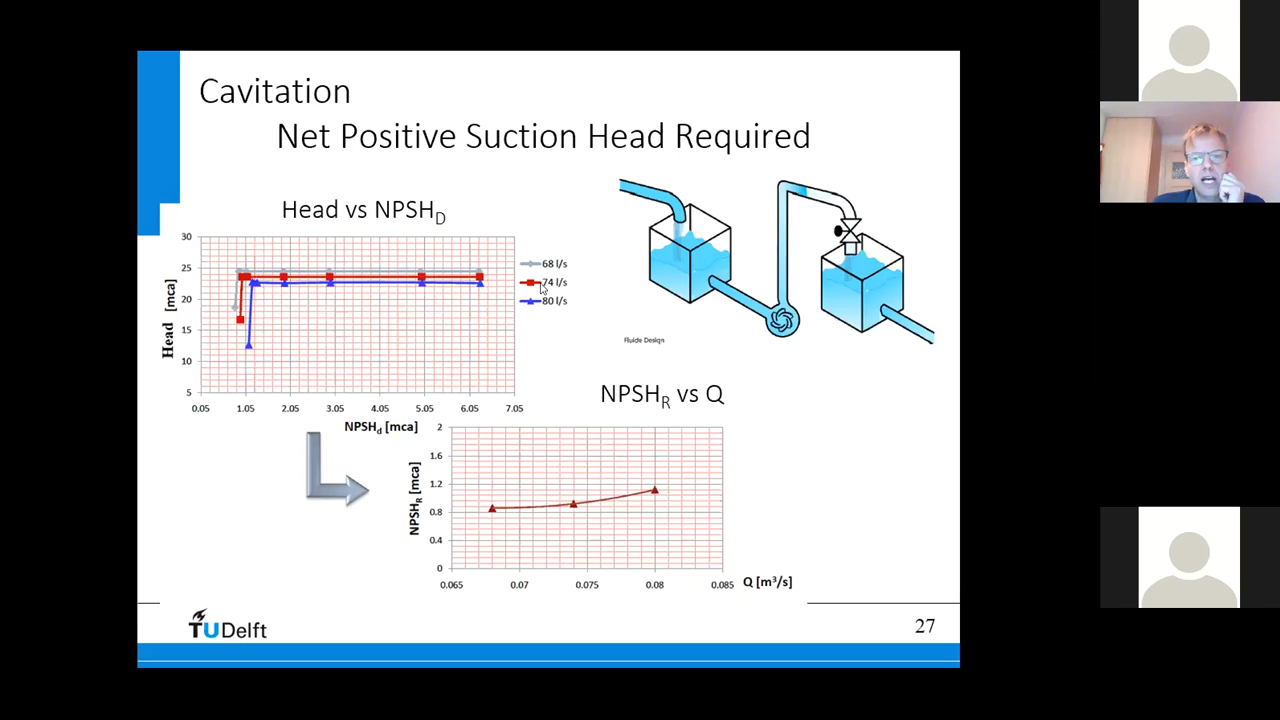 Cavitation
Net Positive Suction Head Required
Head vs NPSHD
30
25
20
15
10
5
Head [mca]
0.05 1.05 2.05 3.05 4.05 5.05 6.05 7.05
NPSHd [mca]
68 l/s
74 l/s
80 l/s
Fluide Design
NPSHR vs Q
2
1.6
1.2
0.8
0.4
0
NPSHR [mca]
0.065 0.07 0.075 0.08 0.085
Q [m³/s]
TUDelft
27